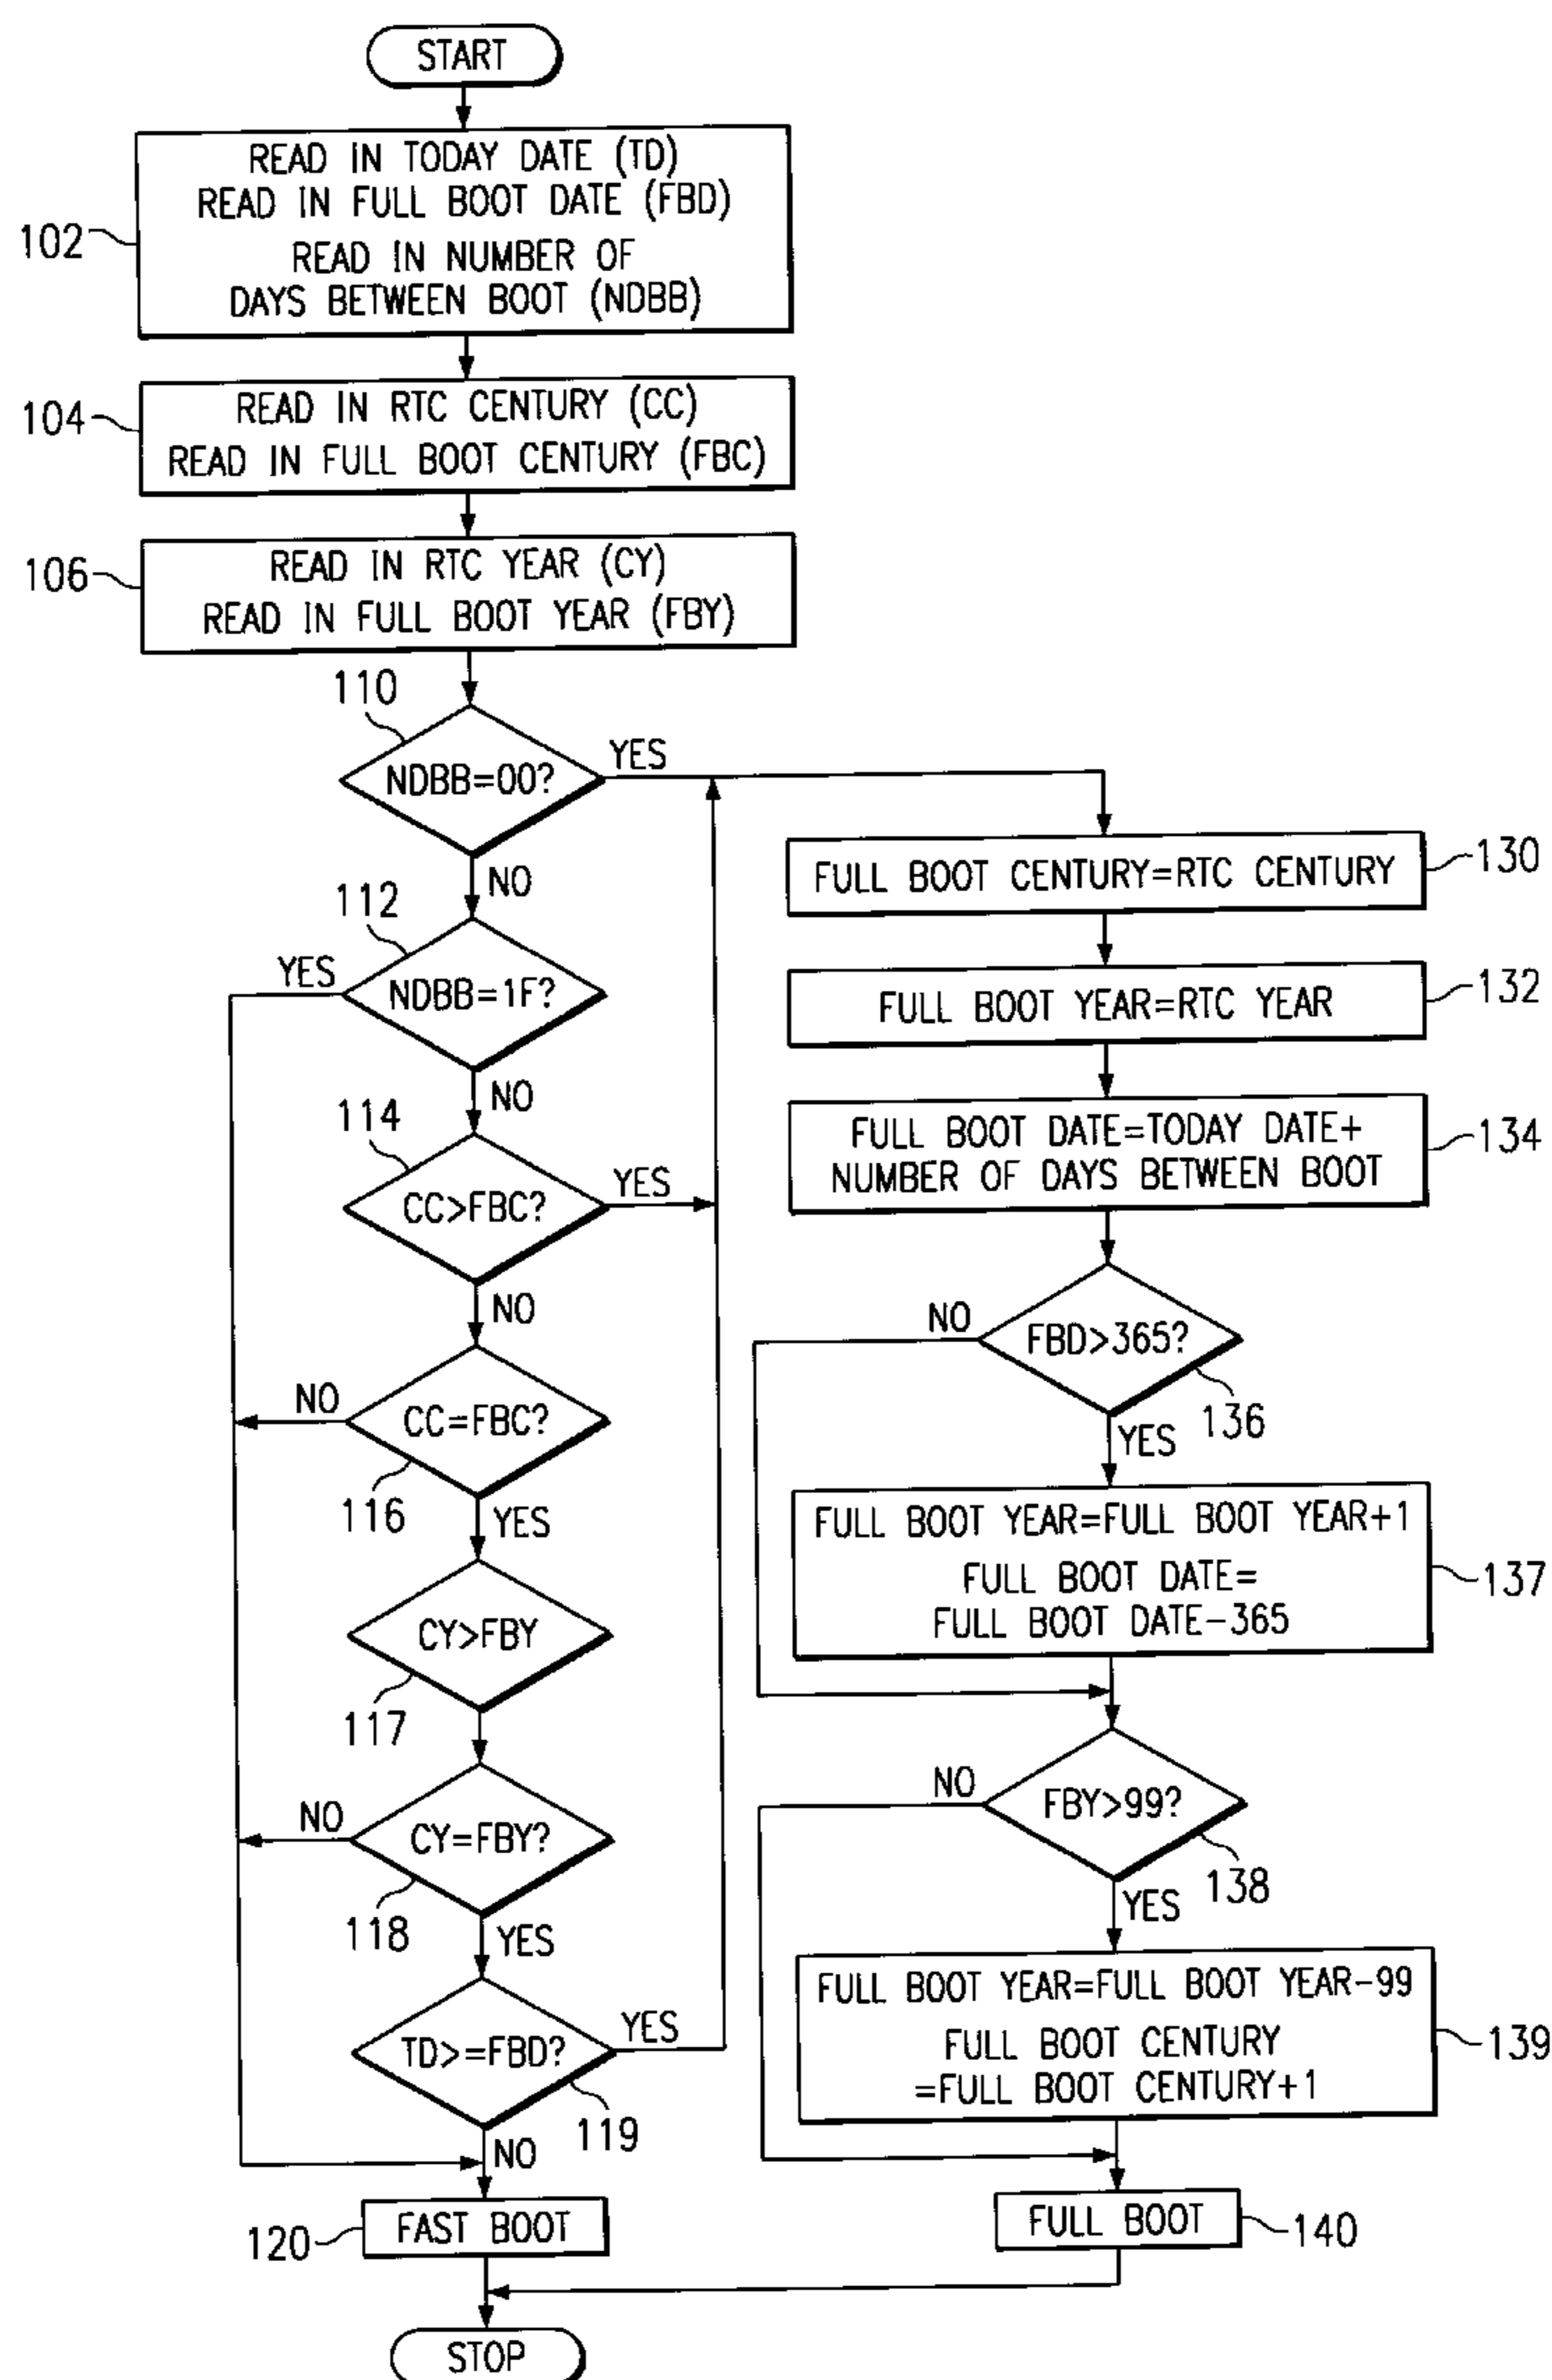 START
READ IN TODAY DATE (TD)
READ IN FULL BOOT DATE (FBD)
READ IN NUMBER OF
DAYS BETWEEN BOOT (NDBB)
102
READ IN RTC CENTURY (CC)
READ IN FULL BOOT CENTURY (FBC)
104
READ IN RTC YEAR (CY)
READ IN FULL BOOT YEAR (FBY)
106
110
NDBB=00?
YES
NO
112
YES
NDBB=1F?
NO
114
CC>FBC?
YES
NO
NO
CC=FBC?
116
YES
CY>FBY
117
NO
CY=FBY?
118
YES
TD>=FBD?
YES
119
NO
FAST BOOT
120
FULL BOOT CENTURY=RTC CENTURY
130
FULL BOOT YEAR=RTC YEAR
132
FULL BOOT DATE=TODAY DATE+
NUMBER OF DAYS BETWEEN BOOT
134
NO
FBD>365?
136
YES
FULL BOOT YEAR=FULL BOOT YEAR+1
FULL BOOT DATE=
FULL BOOT DATE-365
137
NO
FBY>99?
138
YES
FULL BOOT YEAR=FULL BOOT YEAR-99
FULL BOOT CENTURY
=FULL BOOT CENTURY+1
139
FULL BOOT
140
STOP